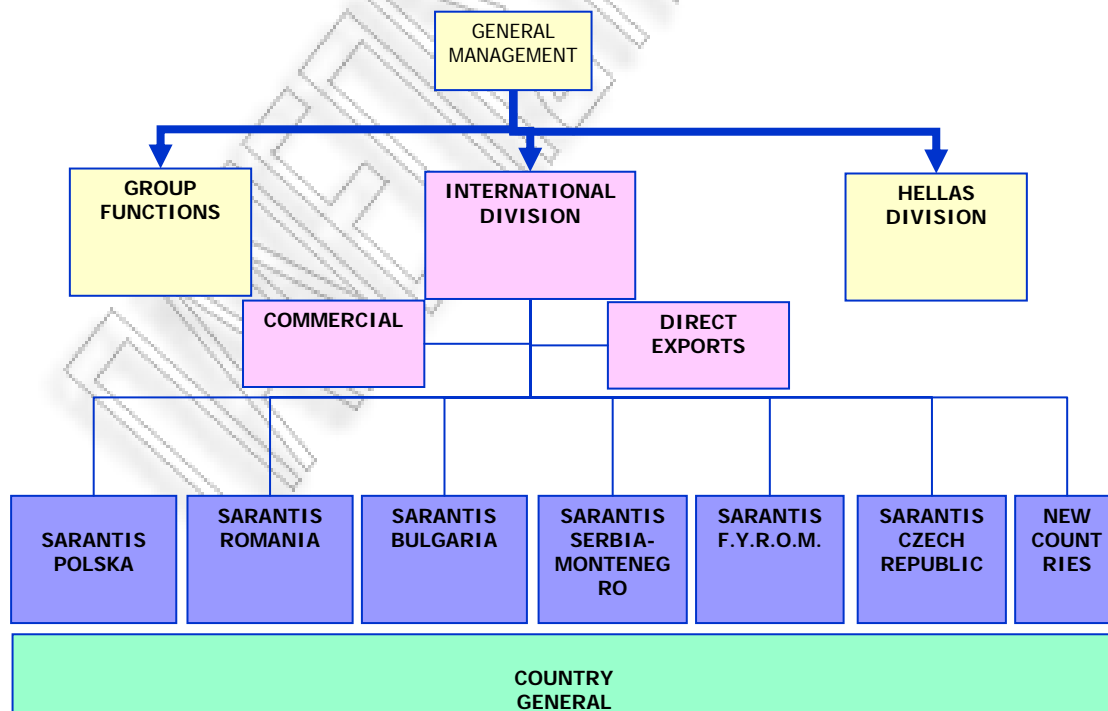 GENERAL
MANAGEMENT
GROUP
FUNCTIONS
INTERNATIONAL
DIVISION
HELLAS
DIVISION
COMMERCIAL
DIRECT
EXPORTS
SARANTIS
POLSKA
SARANTIS
ROMANIA
SARANTIS
BULGARIA
SARANTIS
SERBIA-
MONTENEG
RO
SARANTIS
F.Y.R.O.M.
SARANTIS
CZECH
REPUBLIC
NEW
COUNT
RIES
COUNTRY
GENERAL